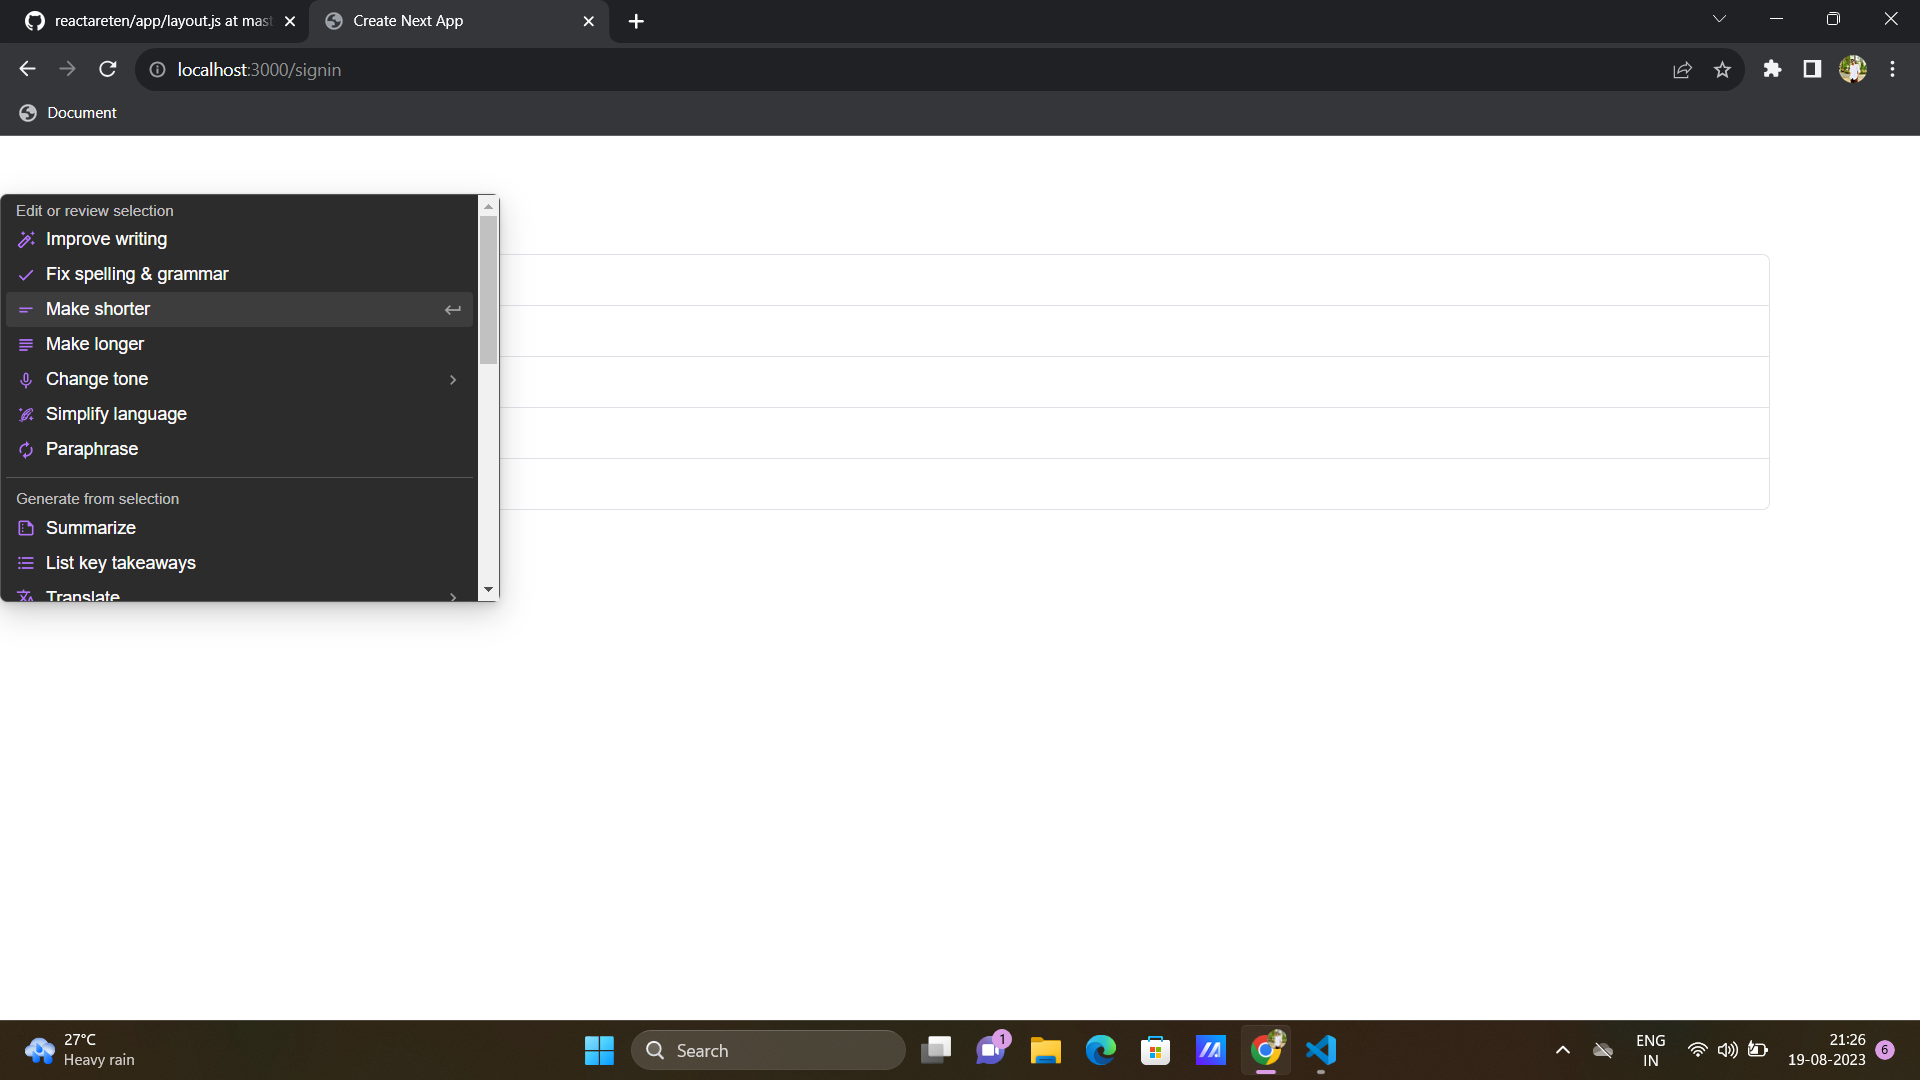 reactareten/app/layout.js at mast
Create Next App
localhost:3000/signin
Document
Edit or review selection
Improve writing
Fix spelling & grammar
Make shorter
Make longer
Change tone
Simplify language
Paraphrase
Generate from selection
Summarize
List key takeaways
Translate
27°C
Heavy rain
Search
1
ENG
IN
21:26
19-08-2023
6